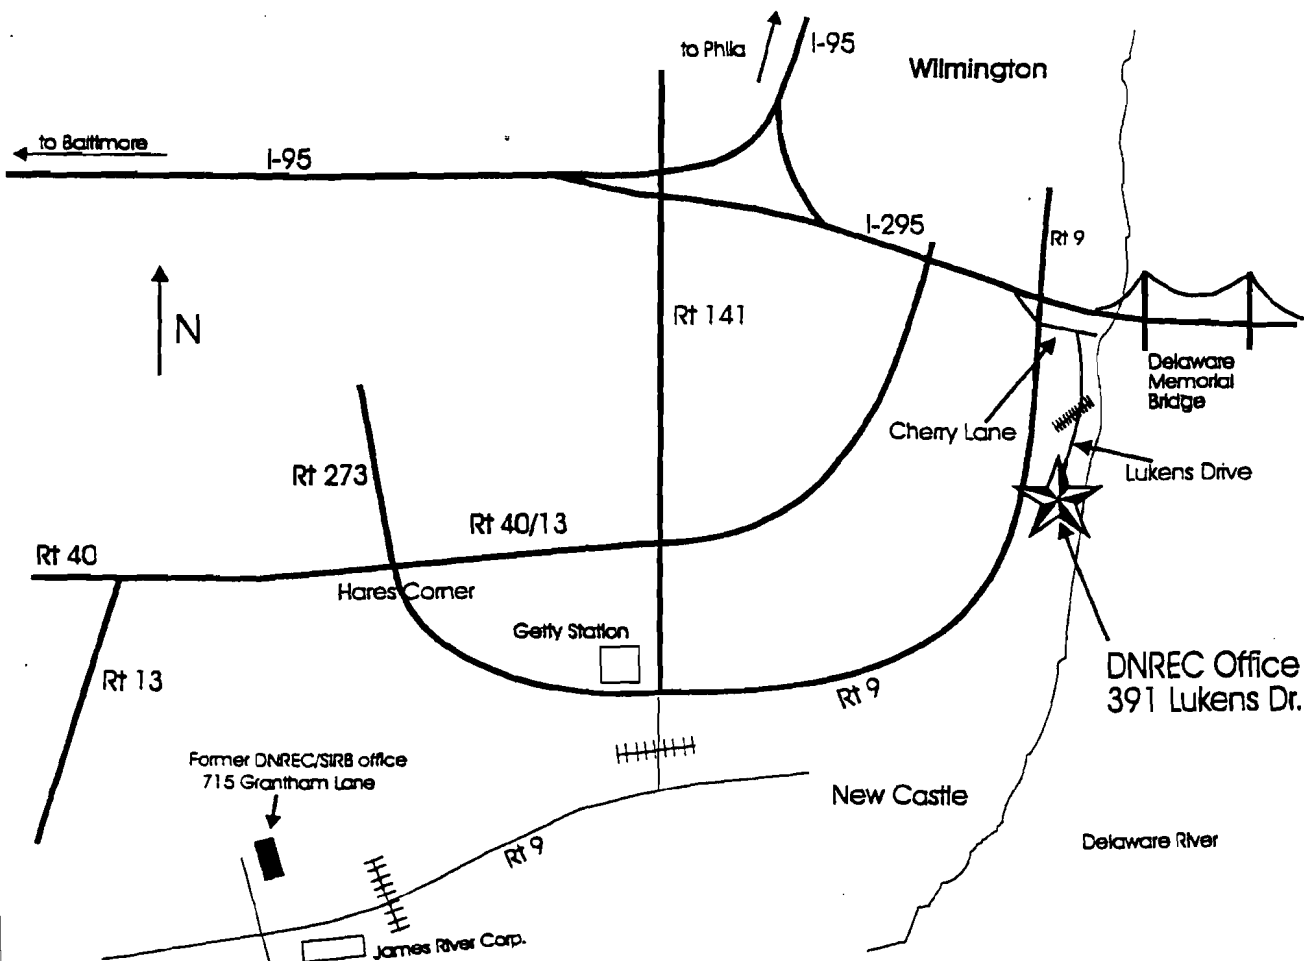 to Phila
I-95
Wilmington
to Baltimore
I-95
I-295
Rt 9
N
Rt 141
Delaware
Memorial
Bridge
Cherry Lane
Lukens Drive
Rt 273
Rt 40/13
Rt 40
Hares Corner
Getty Station
DNREC Office
391 Lukens Dr.
Rt 13
Rt 9
Former DNREC/SIRB office
715 Grantham Lane
New Castle
Delaware River
Rt 9
James River Corp.